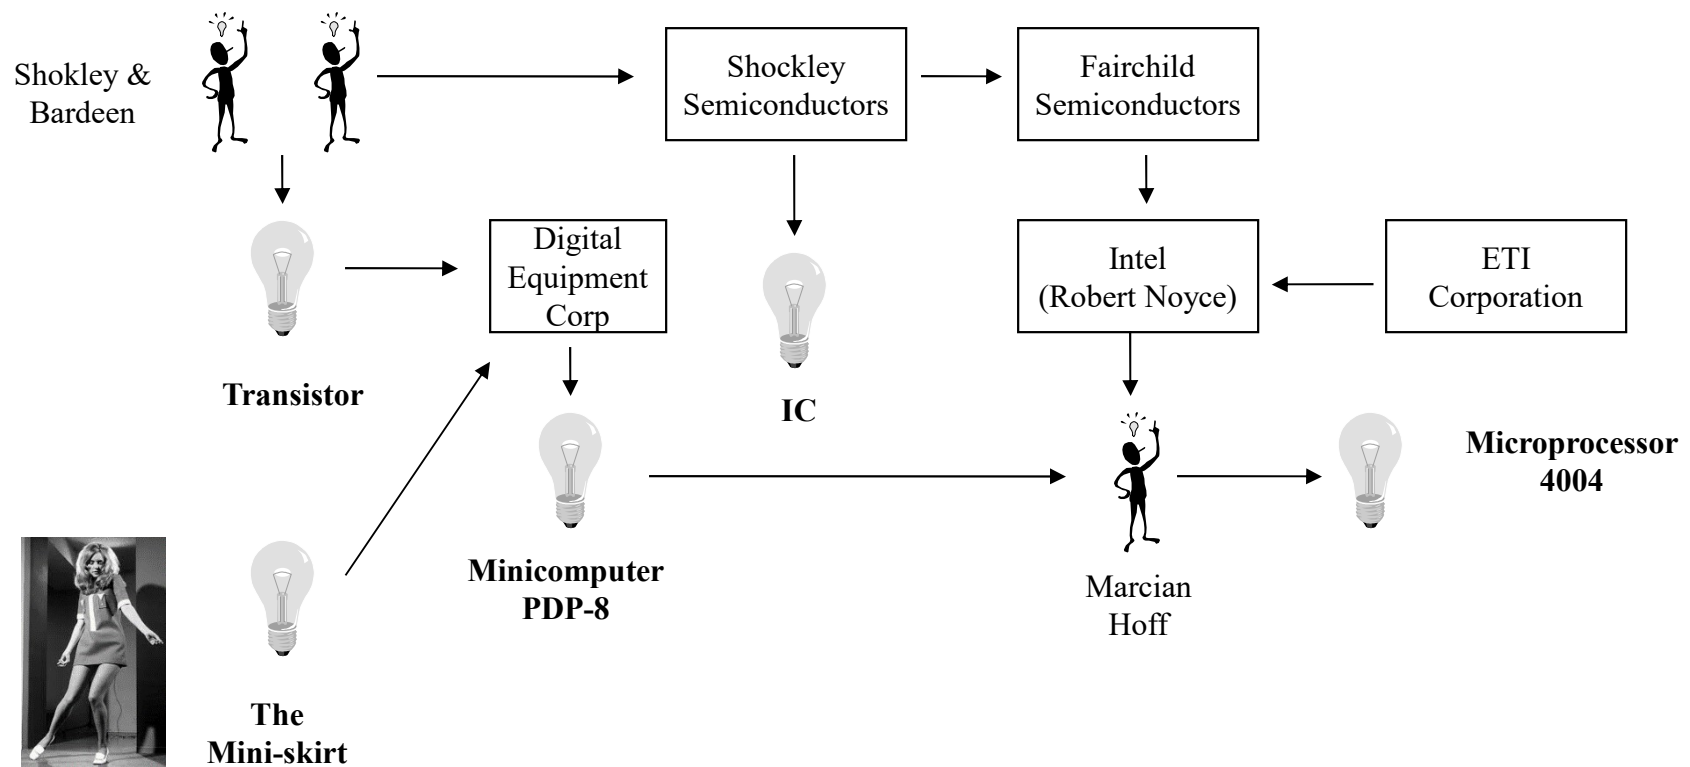 Shokley &
Bardeen
Shockley
Semiconductors
Fairchild
Semiconductors
Digital
Equipment
Corp
Intel
(Robert Noyce)
ETI
Corporation
Transistor
IC
Microprocessor
4004
Minicomputer
PDP-8
Marcian
Hoff
The
Mini-skirt